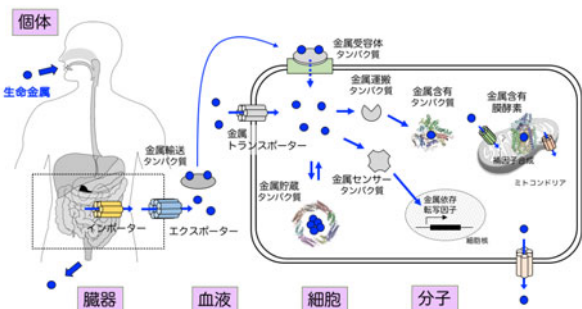 個体
生命金属
金属輸送
タンパク質
インポーター
エクスポーター
金属受容体
タンパク質
金属
トランスポーター
金属運搬
タンパク質
金属含有
タンパク質
金属含有
膜酵素
補因子合成
ミトコンドリア
金属貯蔵
タンパク質
金属センサー
タンパク質
金属依存
転写因子
細胞核
臓器
血液
細胞
分子